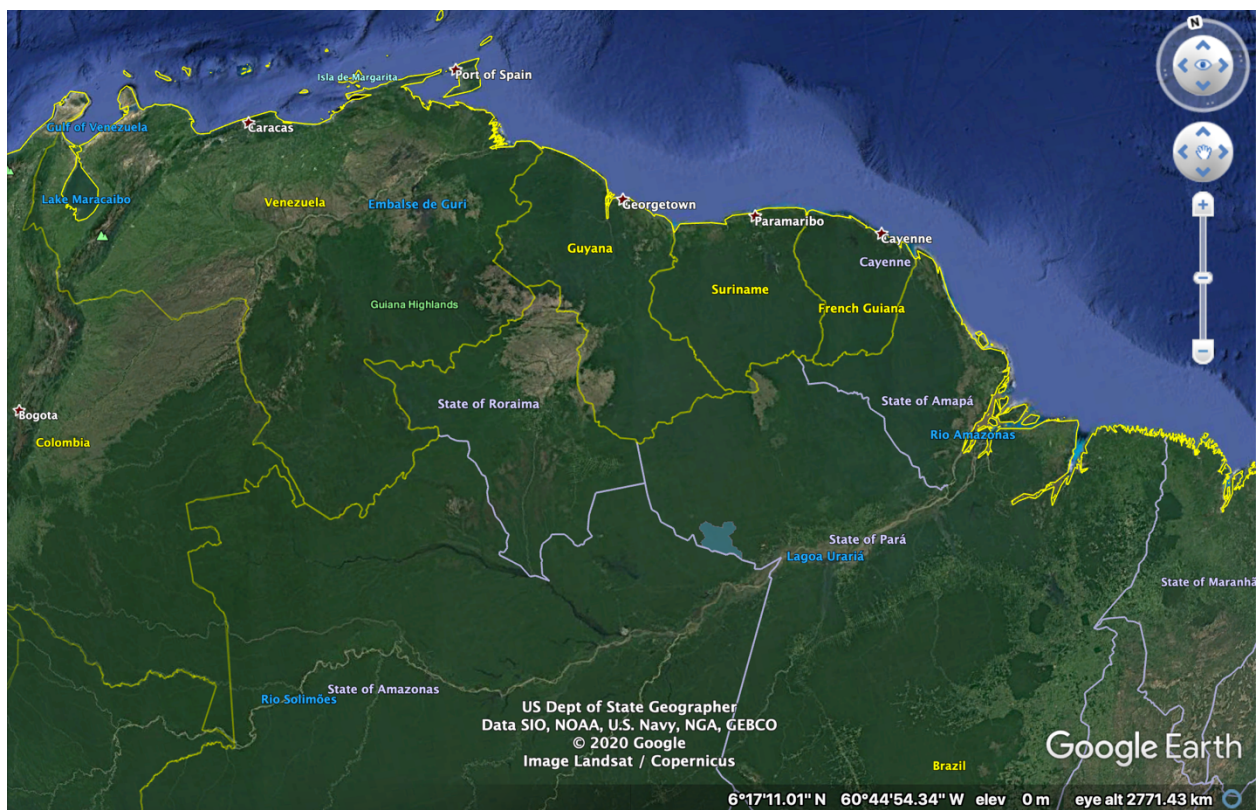 N
Port of Spain
Isla de Margarita
Gulf of Venezuela
Caracas
Lake Maracaibo
Venezuela
Embalse de Guri
Georgetown
Paramaribo
Cayenne
Guyana
Cayenne
Suriname
Guiana Highlands
French Guiana
State of Roraima
State of Amapá
Bogota
Colombia
Rio Amazonas
State of Pará
Lagoa Urariá
State of Maranhã
State of Amazonas
Rio Solimões
US Dept of State Geographer
Data SIO, NOAA, U.S. Navy, NGA, GEBCO
© 2020 Google
Image Landsat / Copernicus
Google Earth
Brazil
6°17'11.01" N 60°44'54.34" W elev 0 m eye alt 2771.43 km